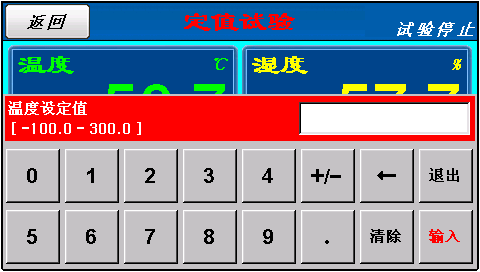 返回
定值试验
试验停止
温度 ℃
湿度 %
温度设定值
[ -100.0 - 300.0 ]
0 1 2 3 4 +/- ← 退出
5 6 7 8 9 . 清除 输入